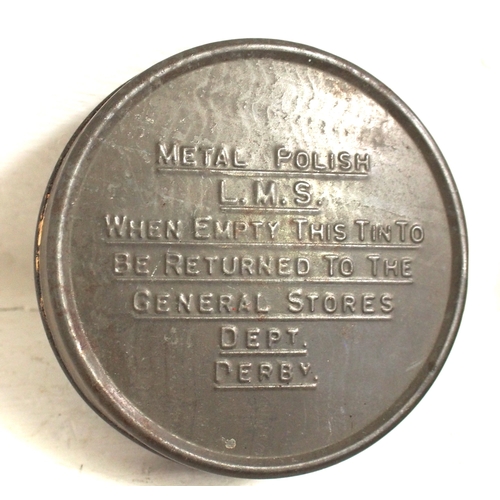 METAL POLISH
L.M.S.
WHEN EMPTY THIS TIN TO
BE RETURNED TO THE
GENERAL STORES
DEPT.
DERBY.